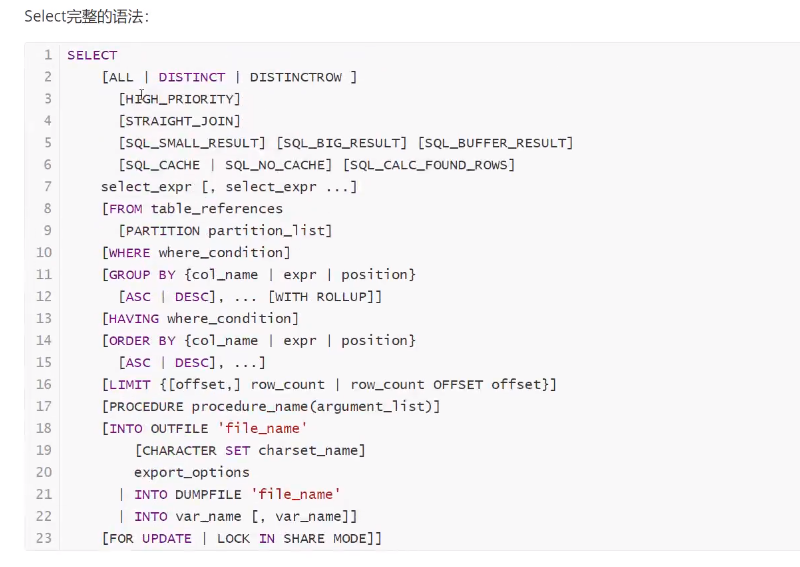 Select完整的语法：
1 SELECT
2 [ALL | DISTINCT | DISTINCTROW ]
3 [HIGH_PRIORITY]
4 [STRAIGHT_JOIN]
5 [SQL_SMALL_RESULT] [SQL_BIG_RESULT] [SQL_BUFFER_RESULT]
6 [SQL_CACHE | SQL_NO_CACHE] [SQL_CALC_FOUND_ROWS]
7 select_expr [, select_expr ...]
8 [FROM table_references
9 [PARTITION partition_list]
10 [WHERE where_condition]
11 [GROUP BY {col_name | expr | position}
12 [ASC | DESC], ... [WITH ROLLUP]]
13 [HAVING where_condition]
14 [ORDER BY {col_name | expr | position}
15 [ASC | DESC], ...]
16 [LIMIT {[offset,] row_count | row_count OFFSET offset}]
17 [PROCEDURE procedure_name(argument_list)]
18 [INTO OUTFILE 'file_name'
19 [CHARACTER SET charset_name]
20 export_options
21 | INTO DUMPFILE 'file_name'
22 | INTO var_name [, var_name]]
23 [FOR UPDATE | LOCK IN SHARE MODE]]